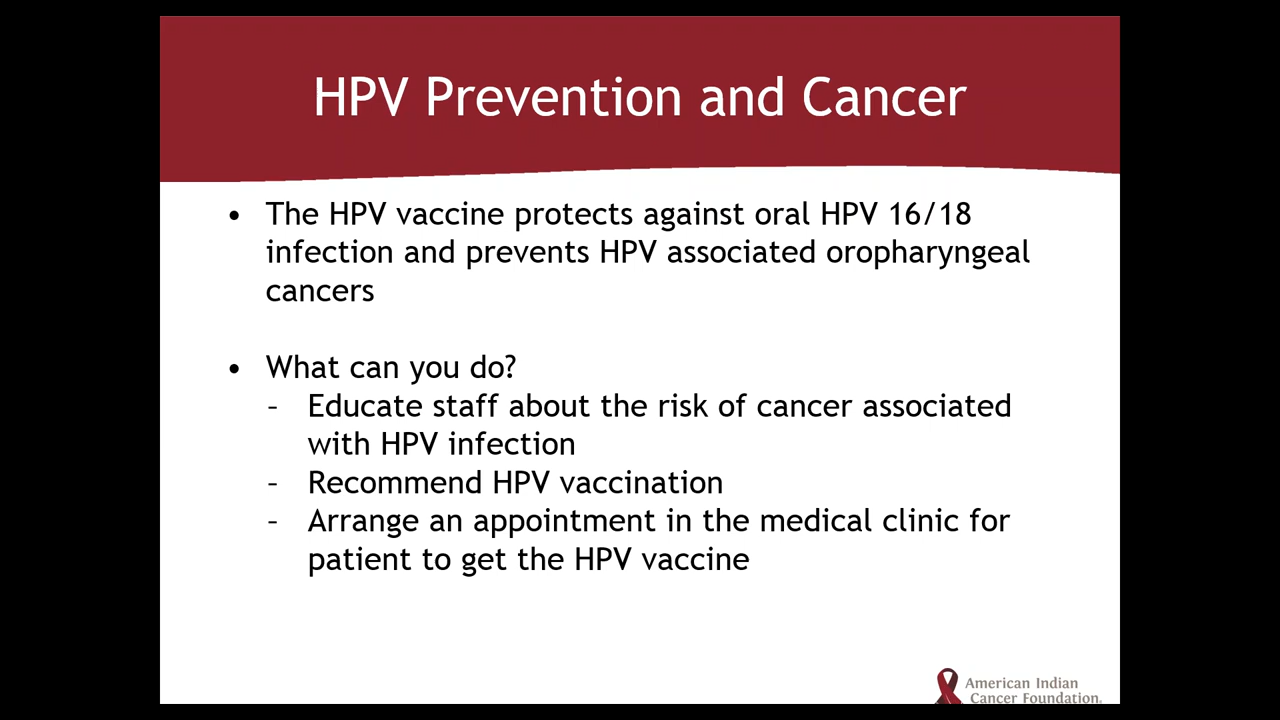 HPV Prevention and Cancer
• The HPV vaccine protects against oral HPV 16/18
infection and prevents HPV associated oropharyngeal
cancers
• What can you do?
– Educate staff about the risk of cancer associated
with HPV infection
– Recommend HPV vaccination
– Arrange an appointment in the medical clinic for
patient to get the HPV vaccine
American Indian
Cancer Foundation.